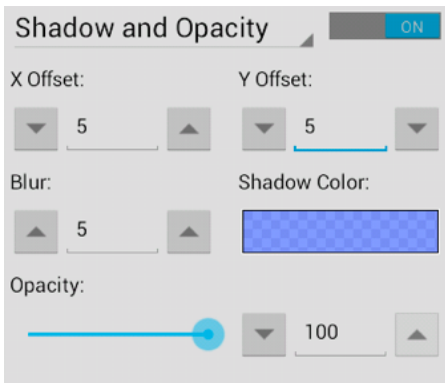 Shadow and Opacity ON
X Offset: Y Offset:
5 5
Blur: Shadow Color:
5
Opacity:
100